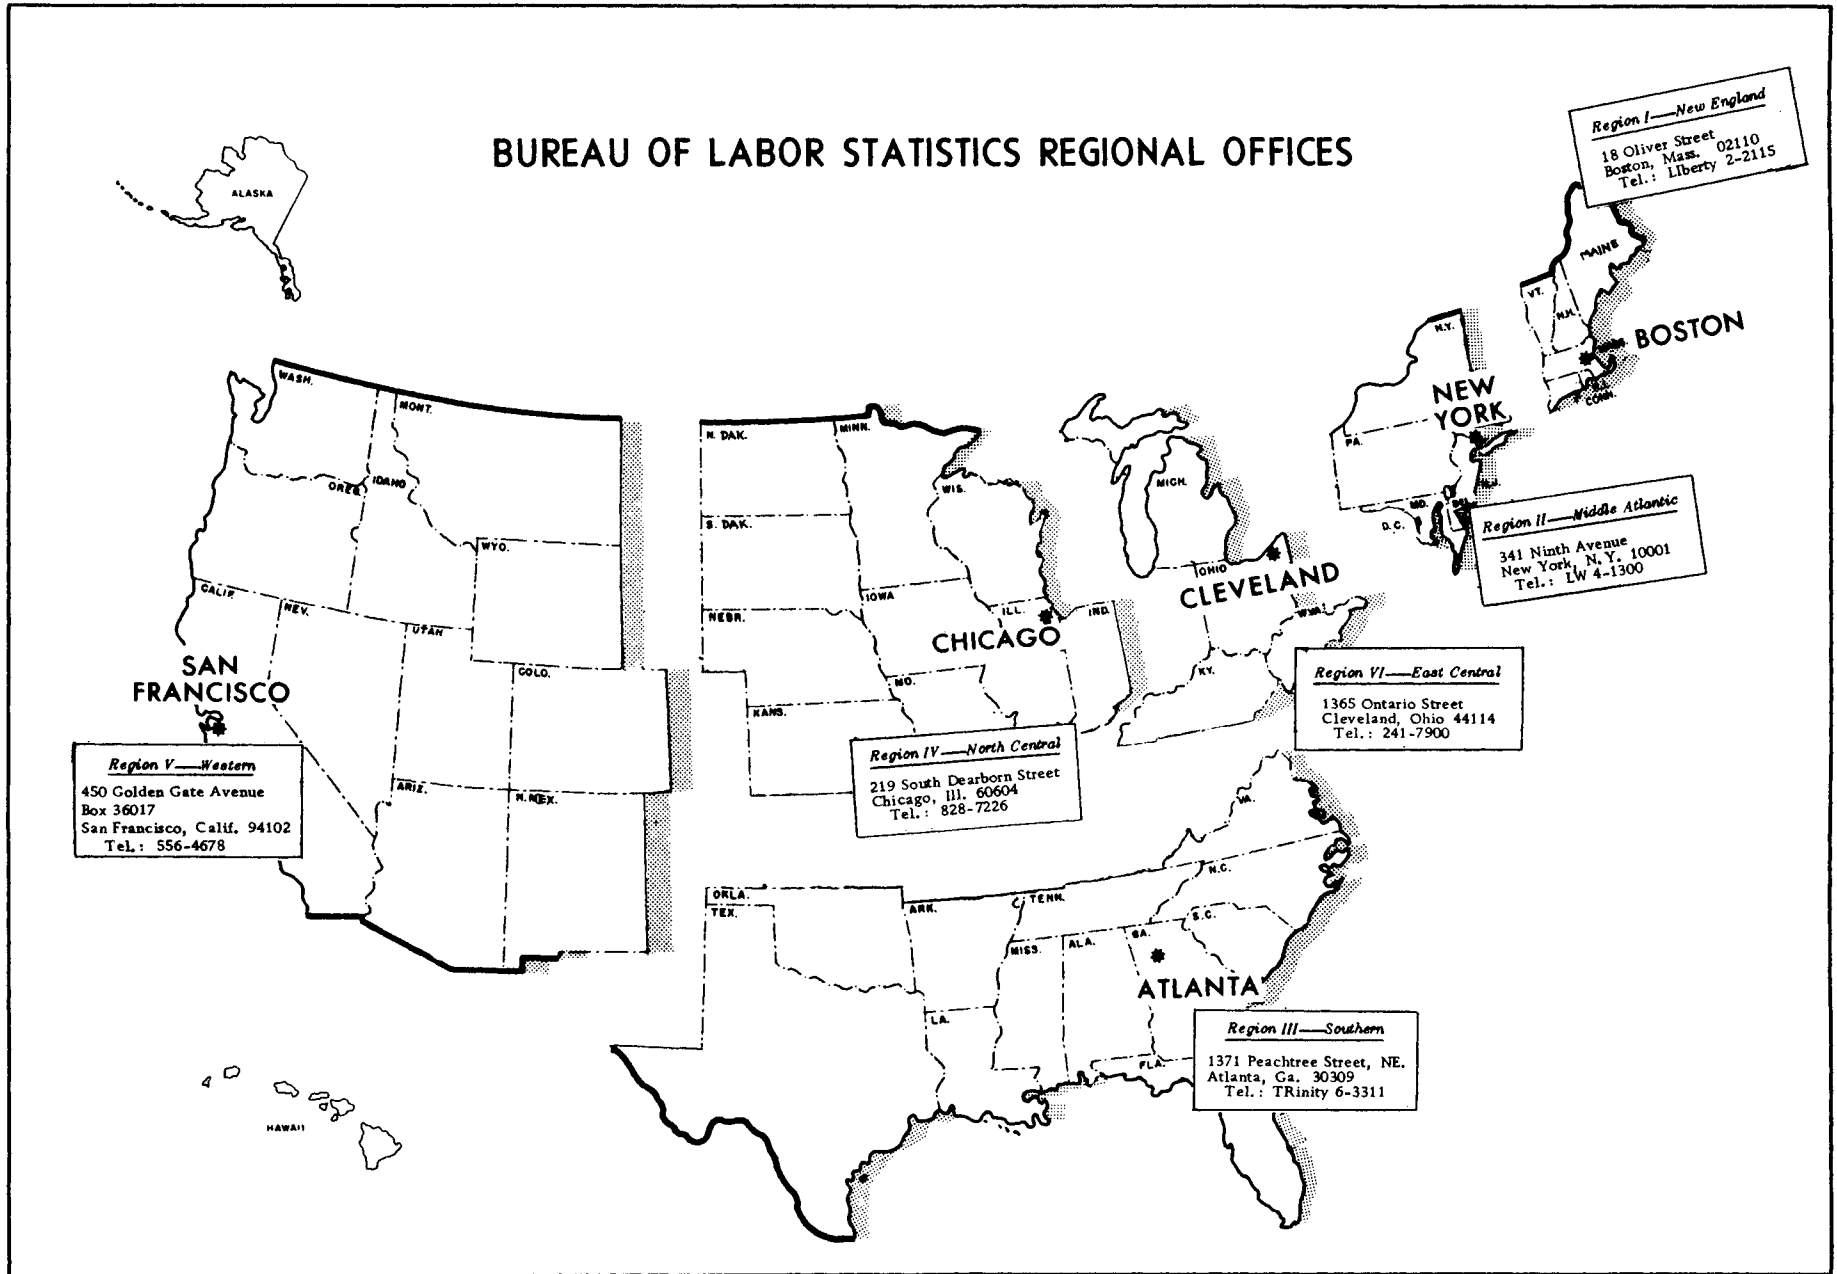 BUREAU OF LABOR STATISTICS REGIONAL OFFICES
Region I—New England
18 Oliver Street
Boston, Mass. 02110
Tel.: LIberty 2-2115
ALASKA
MAINE
VT.
N.H.
BOSTON
R.I.
CONN.
N.Y.
NEW
YORK
PA.
N.J.
MD.
DEL.
D.C.
Region II—Middle Atlantic
341 Ninth Avenue
New York, N. Y. 10001
Tel.: LW 4-1300
WASH.
MONT.
IDAHO
OREG.
WYO.
CALIF.
NEV.
UTAH
COLO.
ARIZ.
N. MEX.
SAN
FRANCISCO
Region V—Western
450 Golden Gate Avenue
Box 36017
San Francisco, Calif. 94102
Tel.: 556-4678
N. DAK.
MINN.
S. DAK.
WIS.
NEBR.
IOWA
ILL.
IND.
CHICAGO
KANS.
MO.
Region IV—North Central
219 South Dearborn Street
Chicago, Ill. 60604
Tel.: 828-7226
MICH.
OHIO
CLEVELAND
W.VA.
KY.
Region VI—East Central
1365 Ontario Street
Cleveland, Ohio 44114
Tel.: 241-7900
VA.
N.C.
OKLA.
TEX.
ARK.
TENN.
S.C.
MISS.
ALA.
GA.
ATLANTA
LA.
FLA.
Region III—Southern
1371 Peachtree Street, NE.
Atlanta, Ga. 30309
Tel.: TRinity 6-3311
HAWAII